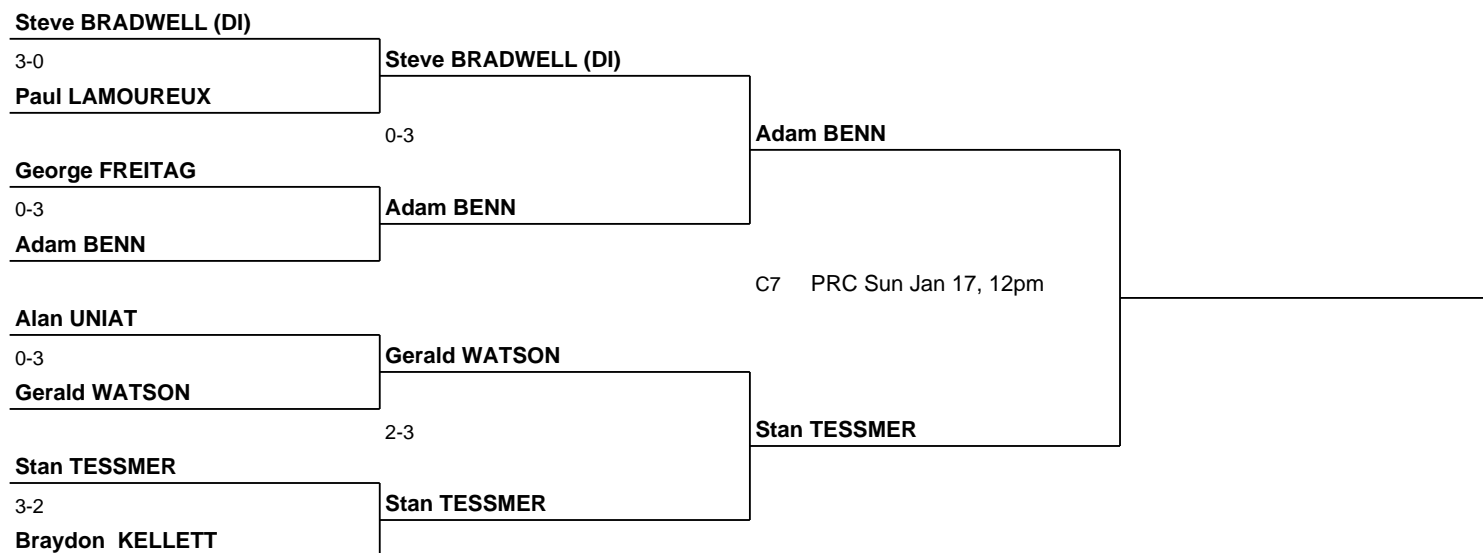 Steve BRADWELL (DI)
3-0
Steve BRADWELL (DI)
Paul LAMOUREUX
0-3
Adam BENN
George FREITAG
0-3
Adam BENN
Adam BENN
C7 PRC Sun Jan 17, 12pm
Alan UNIAT
0-3
Gerald WATSON
Gerald WATSON
2-3
Stan TESSMER
Stan TESSMER
3-2
Stan TESSMER
Braydon KELLETT